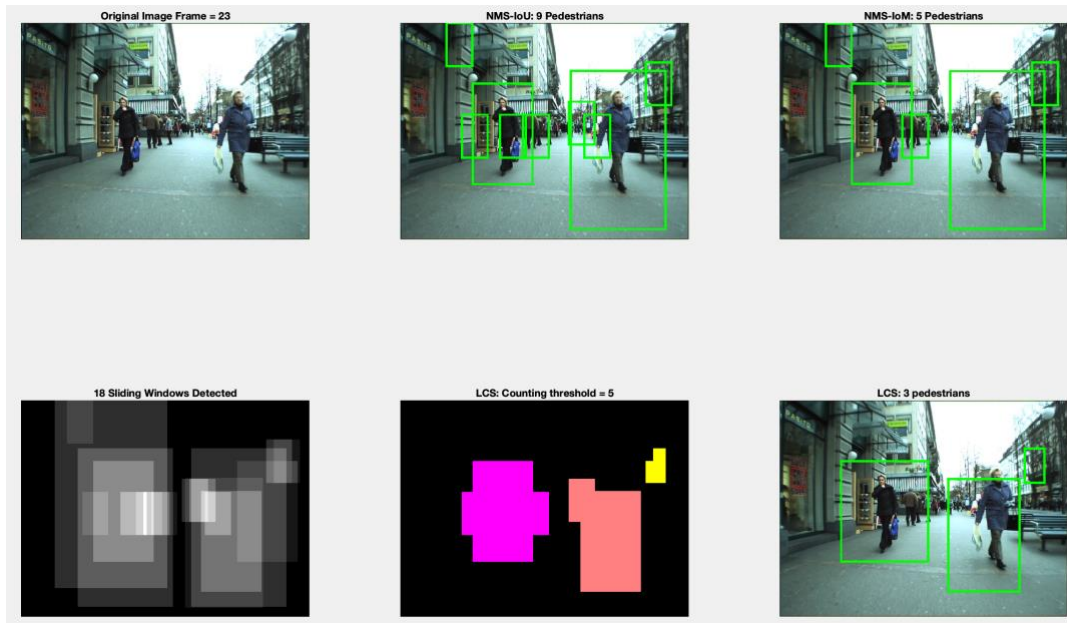 Original Image Frame = 23
NMS-IoU: 9 Pedestrians
NMS-IoM: 5 Pedestrians
18 Sliding Windows Detected
LCS: Counting threshold = 5
LCS: 3 pedestrians